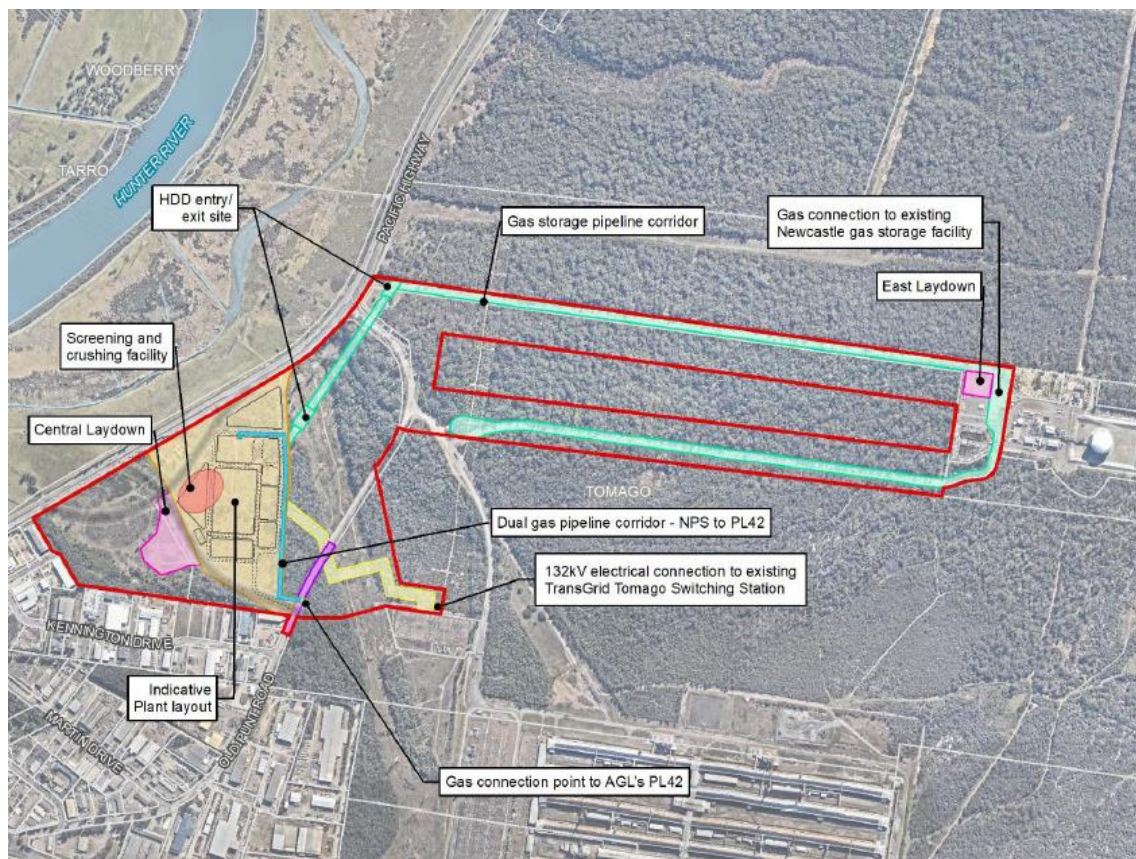 WOODBERRY
TARRO
HUNTER RIVER
PACIFIC HIGHWAY
HDD entry/
exit site
Gas storage pipeline corridor
Gas connection to existing
Newcastle gas storage facility
East Laydown
Screening and
crushing facility
Central Laydown
TOMAGO
Dual gas pipeline corridor - NPS to PL42
132kV electrical connection to existing
TransGrid Tomago Switching Station
KENNINGTON DRIVE
Indicative
Plant layout
OLD PUNT ROAD
MARTIN DRIVE
Gas connection point to AGL's PL42